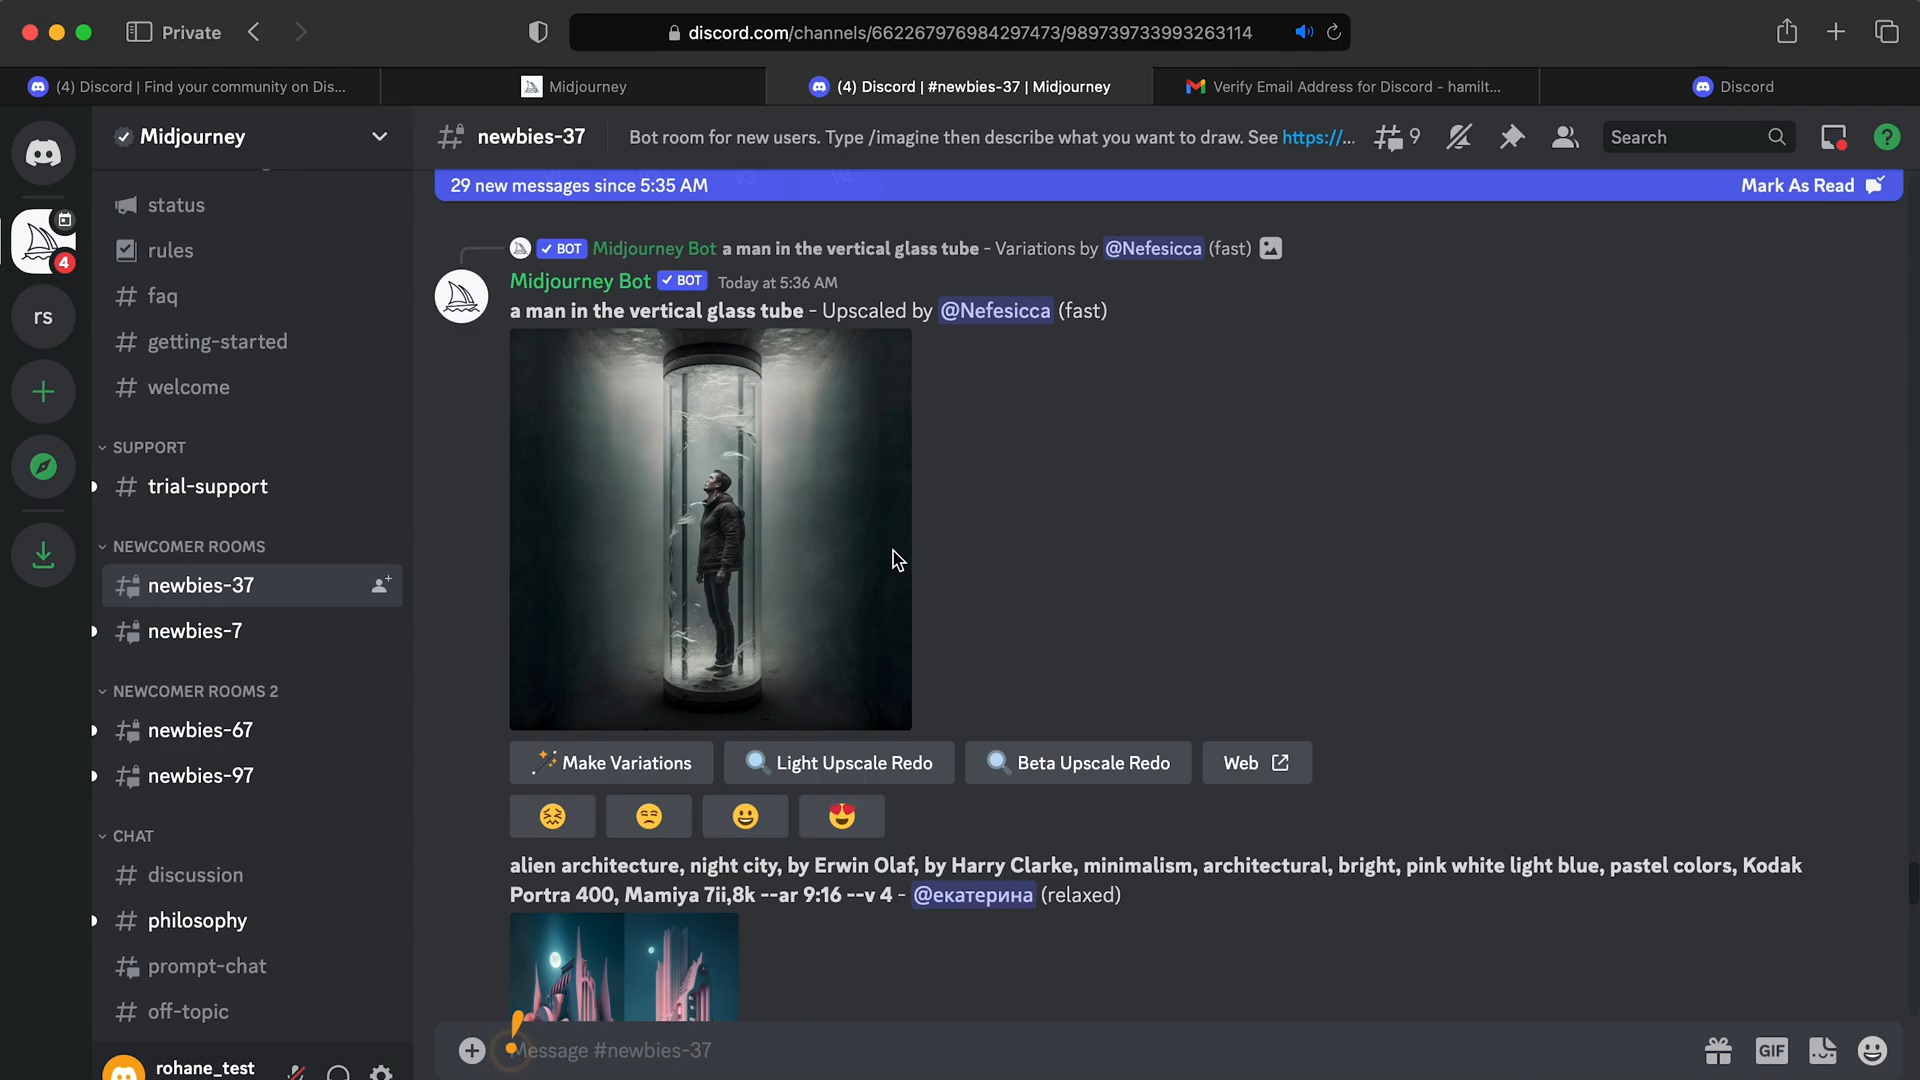 Private
discord.com/channels/662267976984297473/989739733993263114
(4) Discord | Find your community on Dis...
Midjourney
(4) Discord | #newbies-37 | Midjourney
Verify Email Address for Discord - hamilt...
Discord
Midjourney
newbies-37
Bot room for new users. Type /imagine then describe what you want to draw. See https://...
9
Search
29 new messages since 5:35 AM
V3
V4
Mark As Read
4
rs
status
rules
faq
getting-started
welcome
SUPPORT
trial-support
NEWCOMER ROOMS
newbies-37
newbies-7
NEWCOMER ROOMS 2
newbies-67
newbies-97
CHAT
discussion
philosophy
prompt-chat
off-topic
rohane_test
BOT Midjourney Bot a man in the vertical glass tube - Variations by @Nefesicca (fast)
Midjourney Bot BOT Today at 5:36 AM
a man in the vertical glass tube - Upscaled by @Nefesicca (fast)
Make Variations
Light Upscale Redo
Beta Upscale Redo
Web
alien architecture, night city, by Erwin Olaf, by Harry Clarke, minimalism, architectural, bright, pink white light blue, pastel colors, Kodak
Portra 400, Mamiya 7ii,8k --ar 9:16 --v 4 - @екатерина (relaxed)
Message #newbies-37
GIF